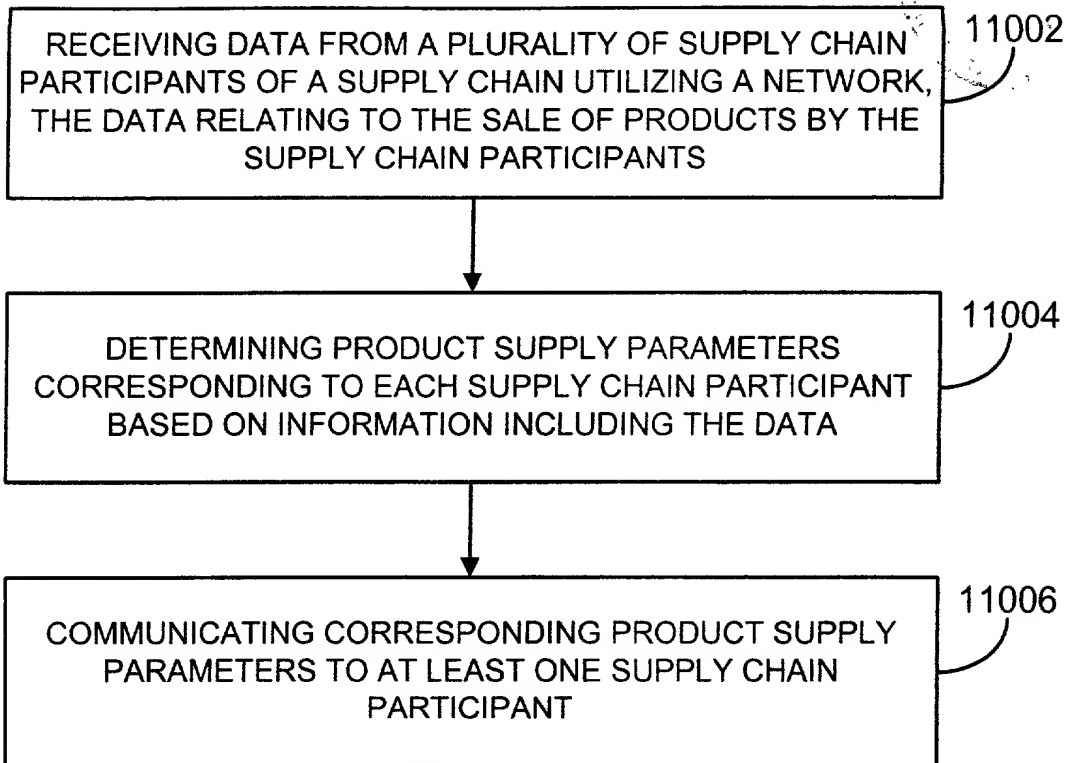 RECEIVING DATA FROM A PLURALITY OF SUPPLY CHAIN
PARTICIPANTS OF A SUPPLY CHAIN UTILIZING A NETWORK,
THE DATA RELATING TO THE SALE OF PRODUCTS BY THE
SUPPLY CHAIN PARTICIPANTS
11002
DETERMINING PRODUCT SUPPLY PARAMETERS
CORRESPONDING TO EACH SUPPLY CHAIN PARTICIPANT
BASED ON INFORMATION INCLUDING THE DATA
11004
COMMUNICATING CORRESPONDING PRODUCT SUPPLY
PARAMETERS TO AT LEAST ONE SUPPLY CHAIN
PARTICIPANT
11006